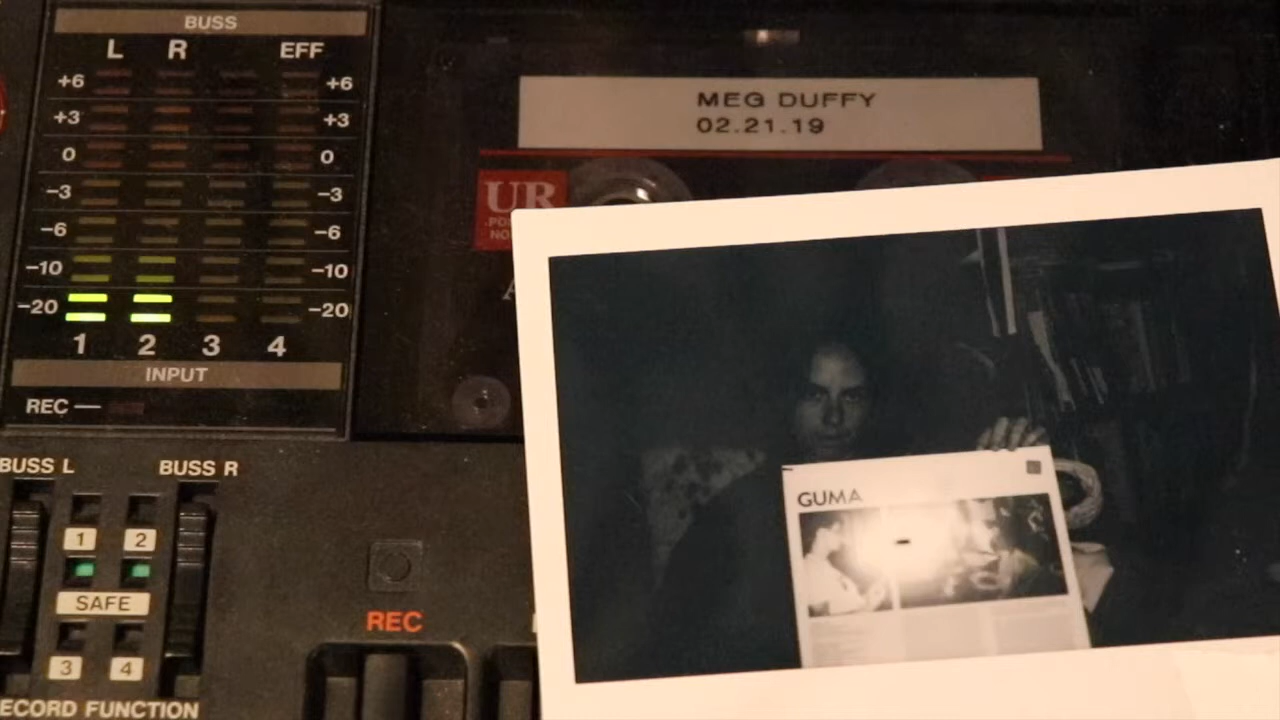 BUSS
L R EFF
+6 +6
+3 +3
0 0
-3 -3
-6 -6
-10 -10
-20 -20
1 2 3 4
INPUT
REC
BUSS L BUSS R
1 2
SAFE
3 4
ECORD FUNCTION
REC
MEG DUFFY
02.21.19
UR
GUMA